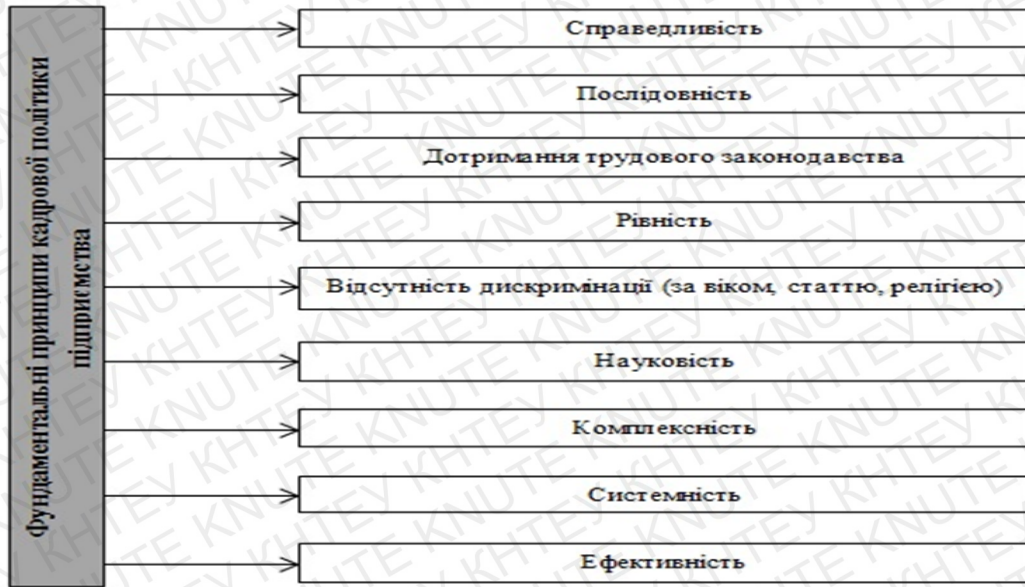 Фундаментальні принципи кадрової політики
підприємства
Справедливість
Послідовність
Дотримання трудового законодавства
Рівність
Відсутність дискримінації (за віком, статтю, релігією)
Науковість
Комплексність
Системність
Ефективність